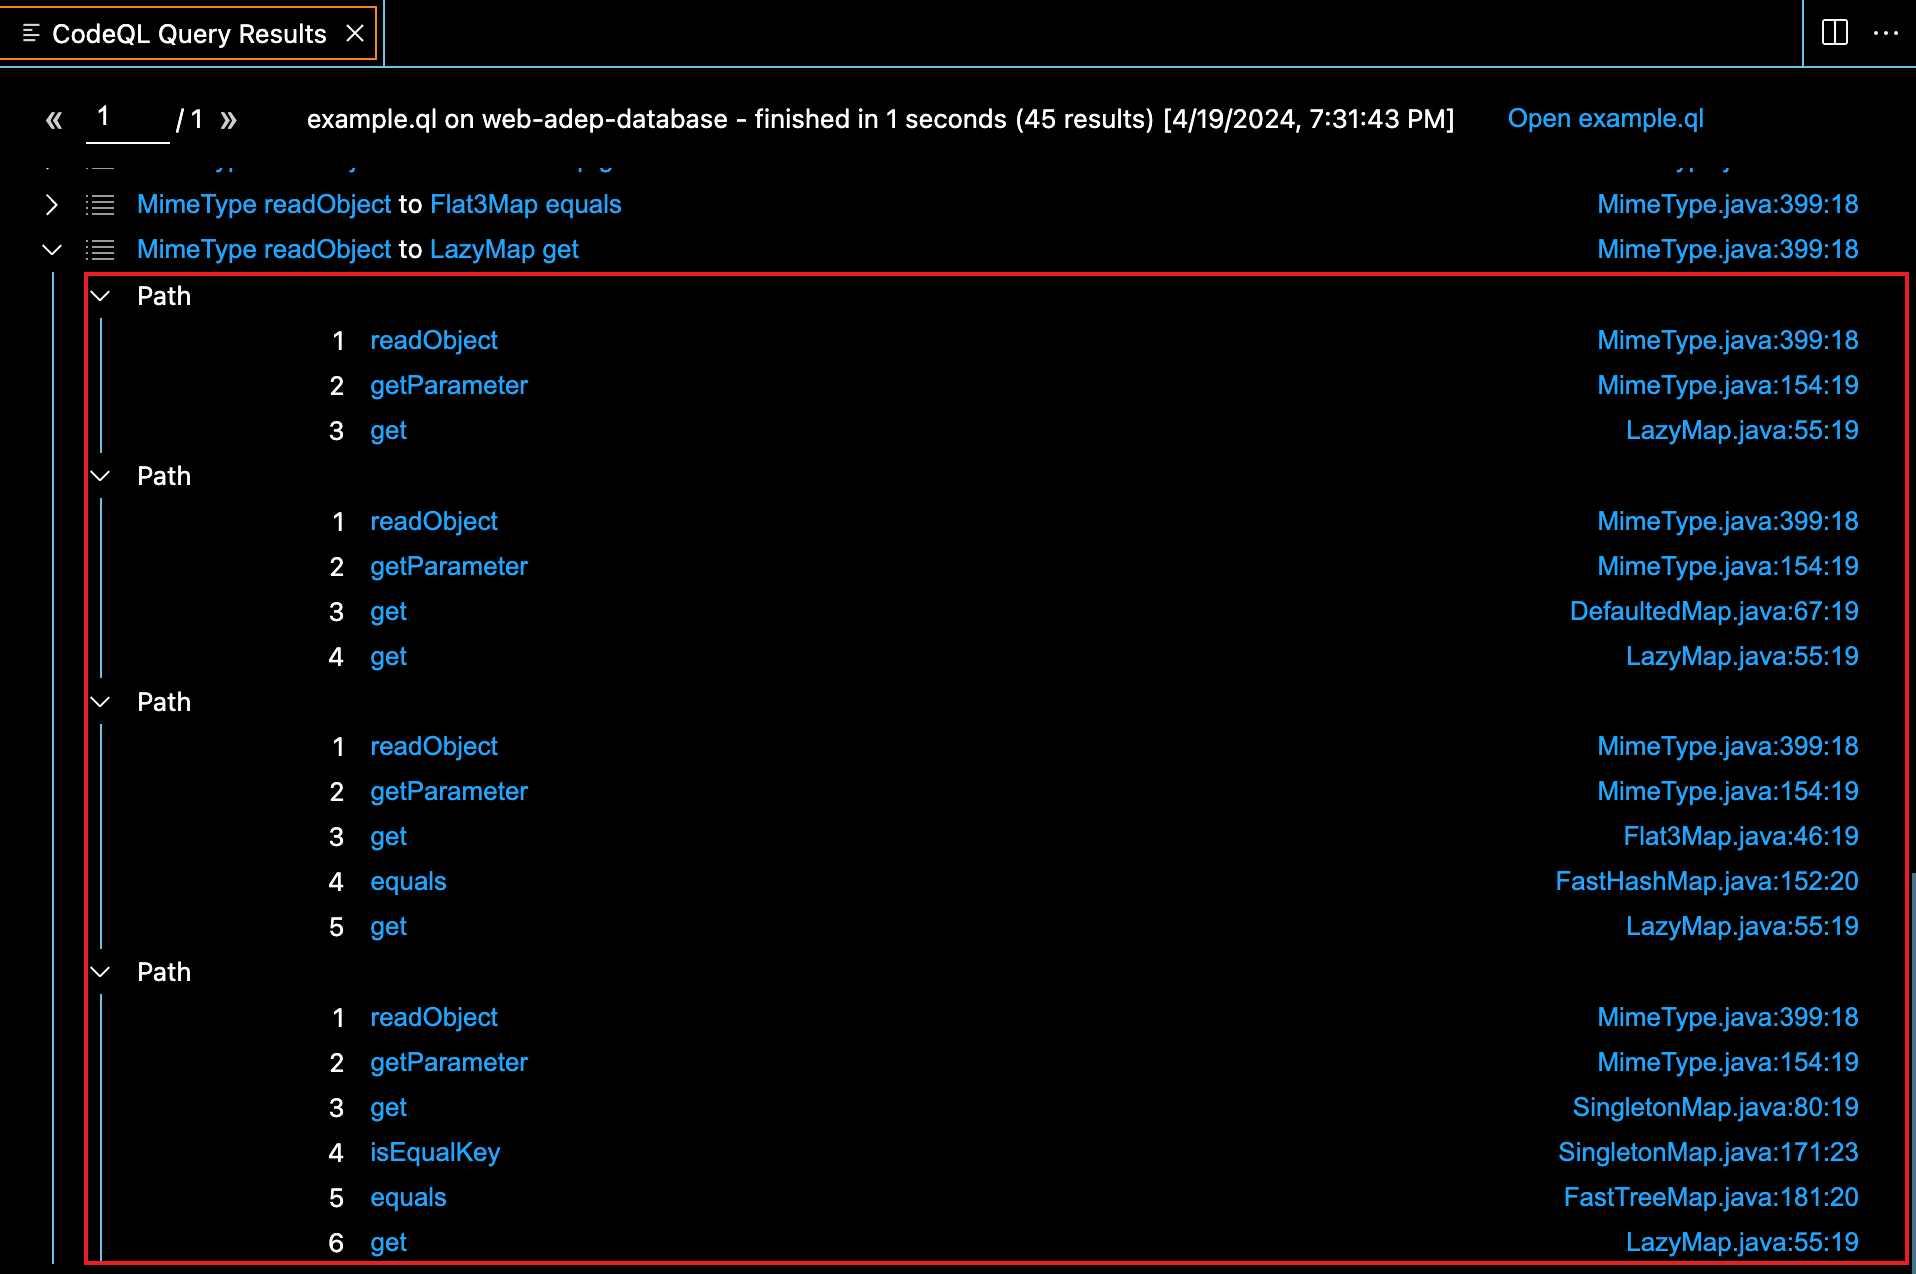 CodeQL Query Results
1 / 1 example.ql on web-adep-database - finished in 1 seconds (45 results) [4/19/2024, 7:31:43 PM] Open example.ql
MimeType readObject to Flat3Map equals MimeType.java:399:18
MimeType readObject to LazyMap get MimeType.java:399:18
Path
1 readObject MimeType.java:399:18
2 getParameter MimeType.java:154:19
3 get LazyMap.java:55:19
Path
1 readObject MimeType.java:399:18
2 getParameter MimeType.java:154:19
3 get DefaultedMap.java:67:19
4 get LazyMap.java:55:19
Path
1 readObject MimeType.java:399:18
2 getParameter MimeType.java:154:19
3 get Flat3Map.java:46:19
4 equals FastHashMap.java:152:20
5 get LazyMap.java:55:19
Path
1 readObject MimeType.java:399:18
2 getParameter MimeType.java:154:19
3 get SingletonMap.java:80:19
4 isEqualKey SingletonMap.java:171:23
5 equals FastTreeMap.java:181:20
6 get LazyMap.java:55:19